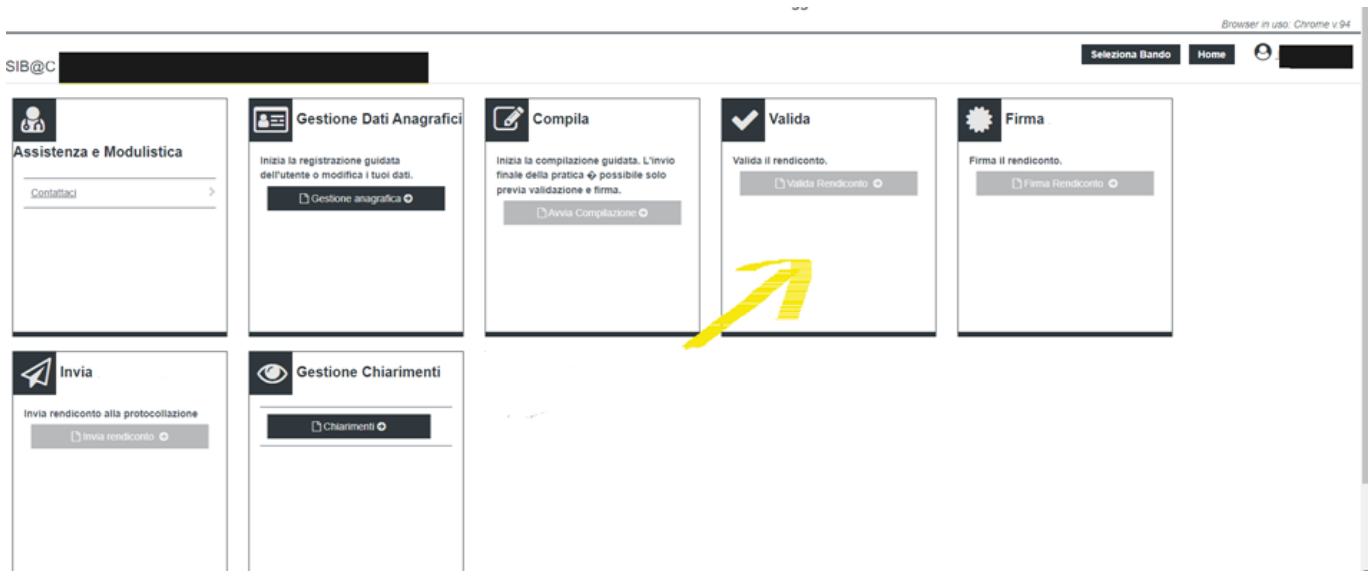 Browser in uso: Chrome v.94
SIB@C
Seleziona Bando
Home
Assistenza e Modulistica
Contattaci
Gestione Dati Anagrafici
Inizia la registrazione guidata
dell'utente o modifica i tuoi dati.
Gestione anagrafica
Compila
Inizia la compilazione guidata. L'invio
finale della pratica � possibile solo
previa validazione e firma.
Avvia Compilazione
Valida
Valida il rendiconto.
Valida Rendiconto
Firma
Firma il rendiconto.
Firma Rendiconto
Invia
Invia rendiconto alla protocollazione
Invia rendiconto
Gestione Chiarimenti
Chiarimenti